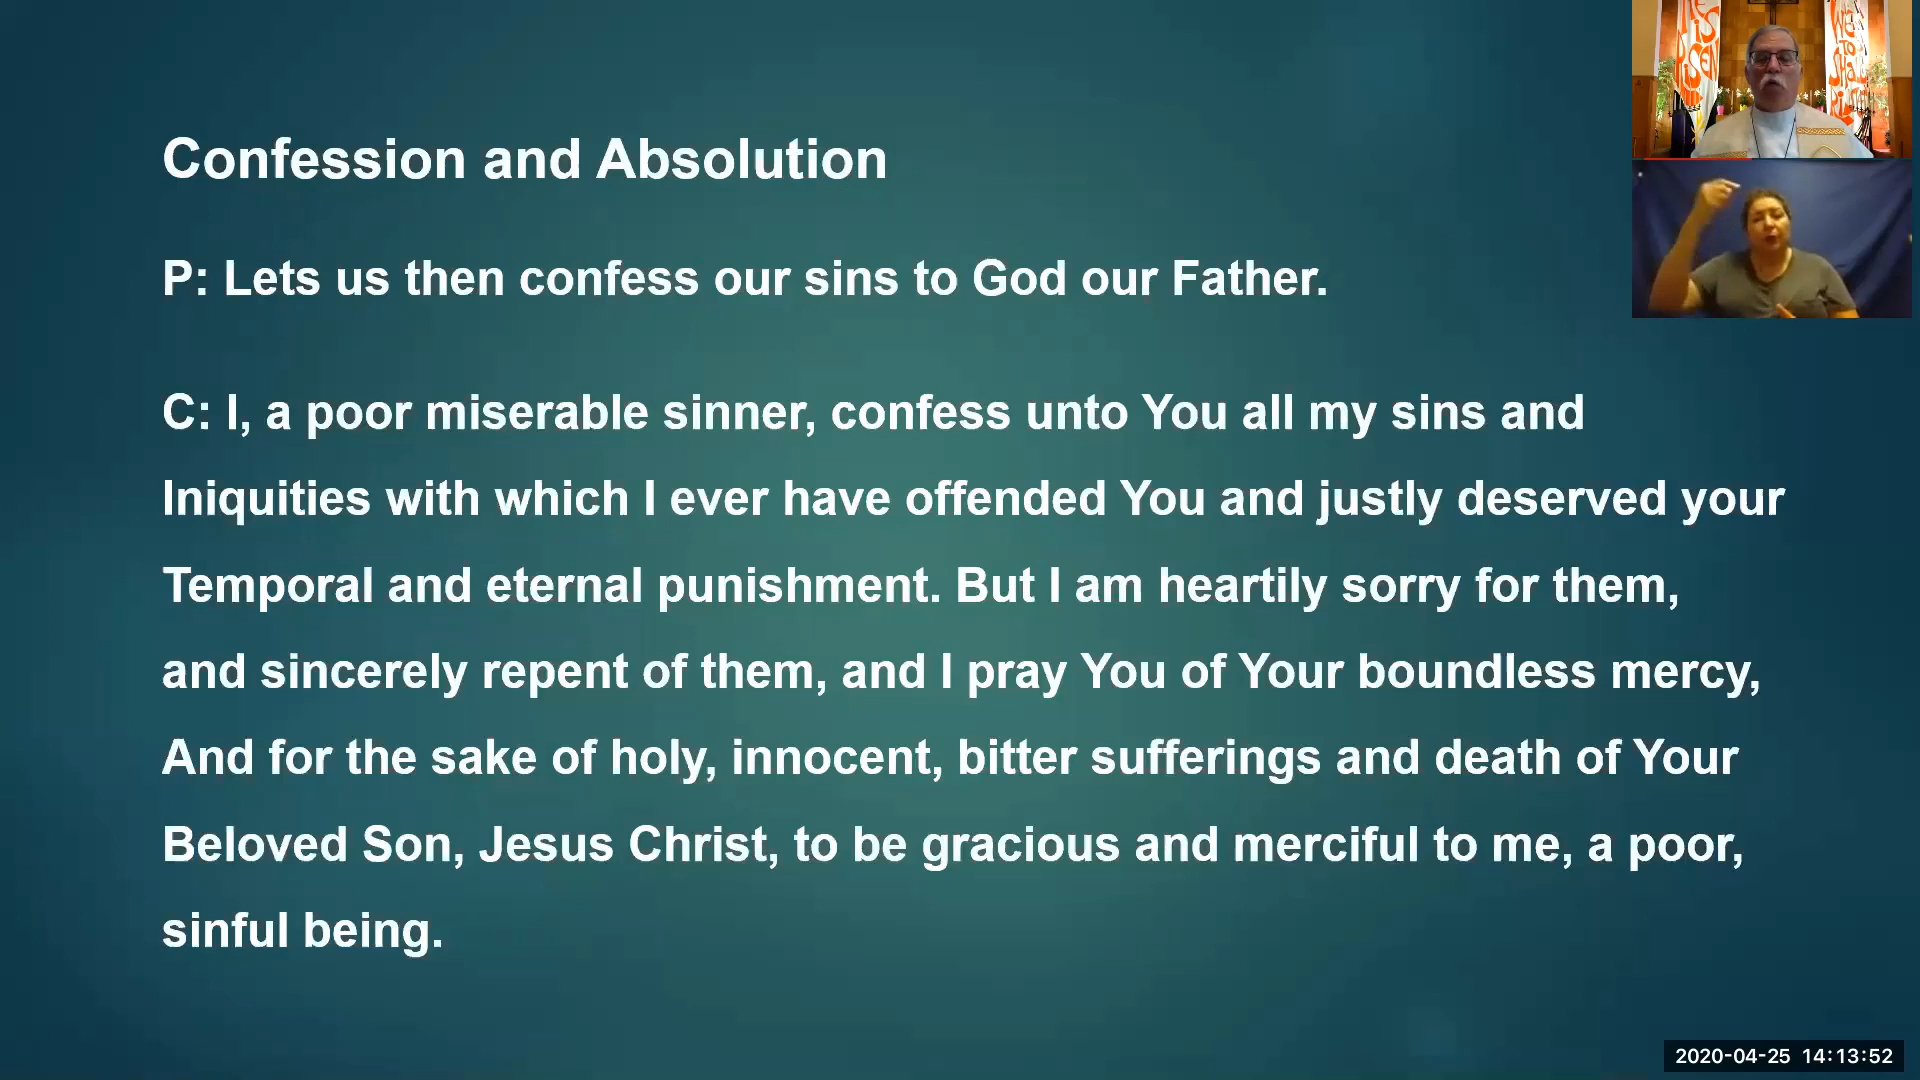 Confession and Absolution
P: Lets us then confess our sins to God our Father.
C: I, a poor miserable sinner, confess unto You all my sins and
Iniquities with which I ever have offended You and justly deserved your
Temporal and eternal punishment. But I am heartily sorry for them,
and sincerely repent of them, and I pray You of Your boundless mercy,
And for the sake of holy, innocent, bitter sufferings and death of Your
Beloved Son, Jesus Christ, to be gracious and merciful to me, a poor,
sinful being.
IS
TO
2020-04-25 14:13:52